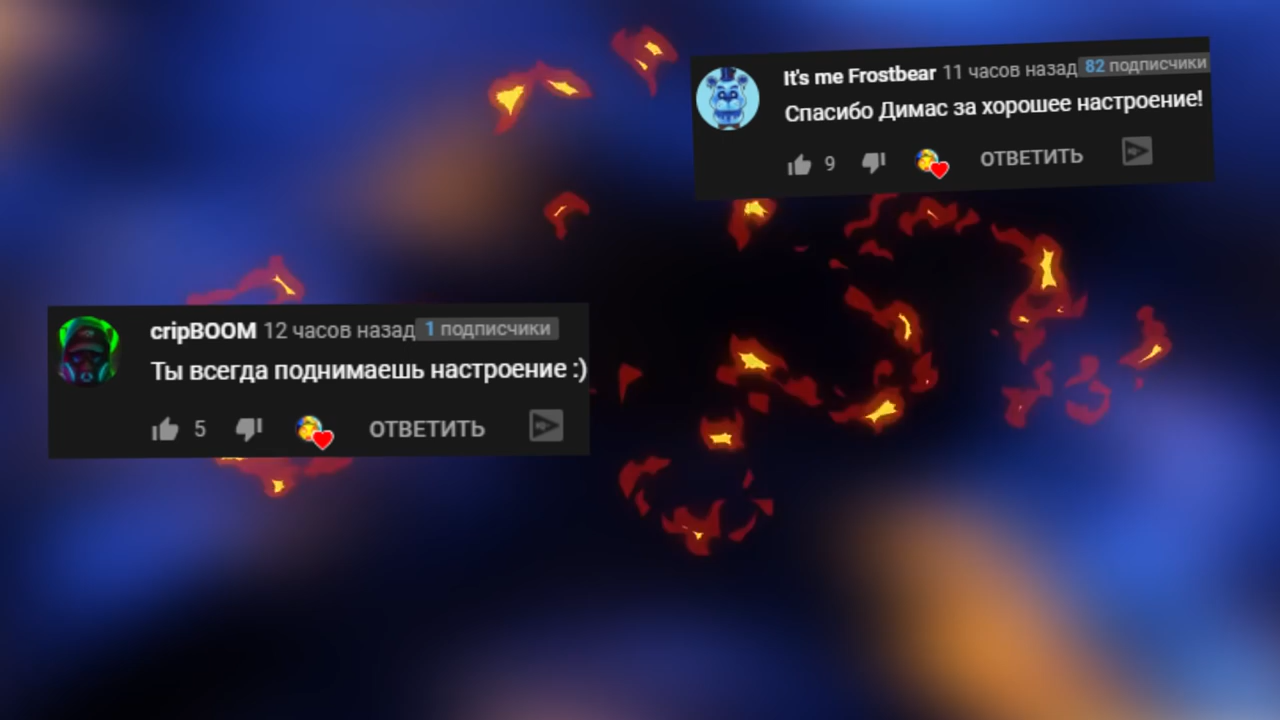 It's me Frostbear 11 часов назад 82 подписчики
Спасибо Димас за хорошее настроение!
9 ОТВЕТИТЬ
cripBOOM 12 часов назад 1 подписчики
Ты всегда поднимаешь настроение :)
5 ОТВЕТИТЬ